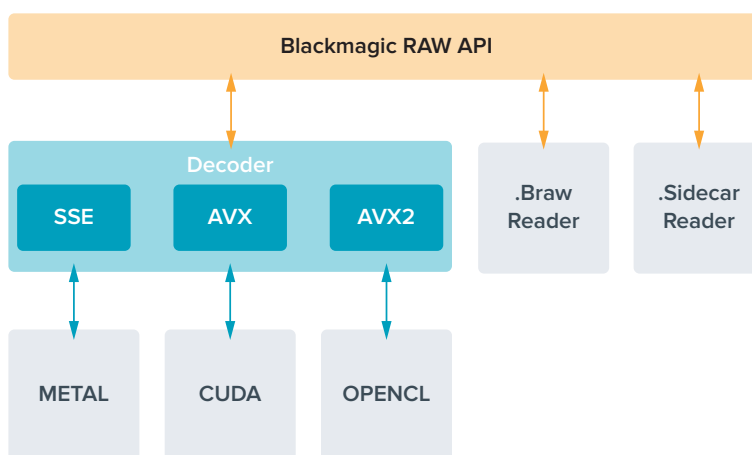 Blackmagic RAW API
Decoder
SSE
AVX
AVX2
.Braw
Reader
.Sidecar
Reader
METAL
CUDA
OPENCL